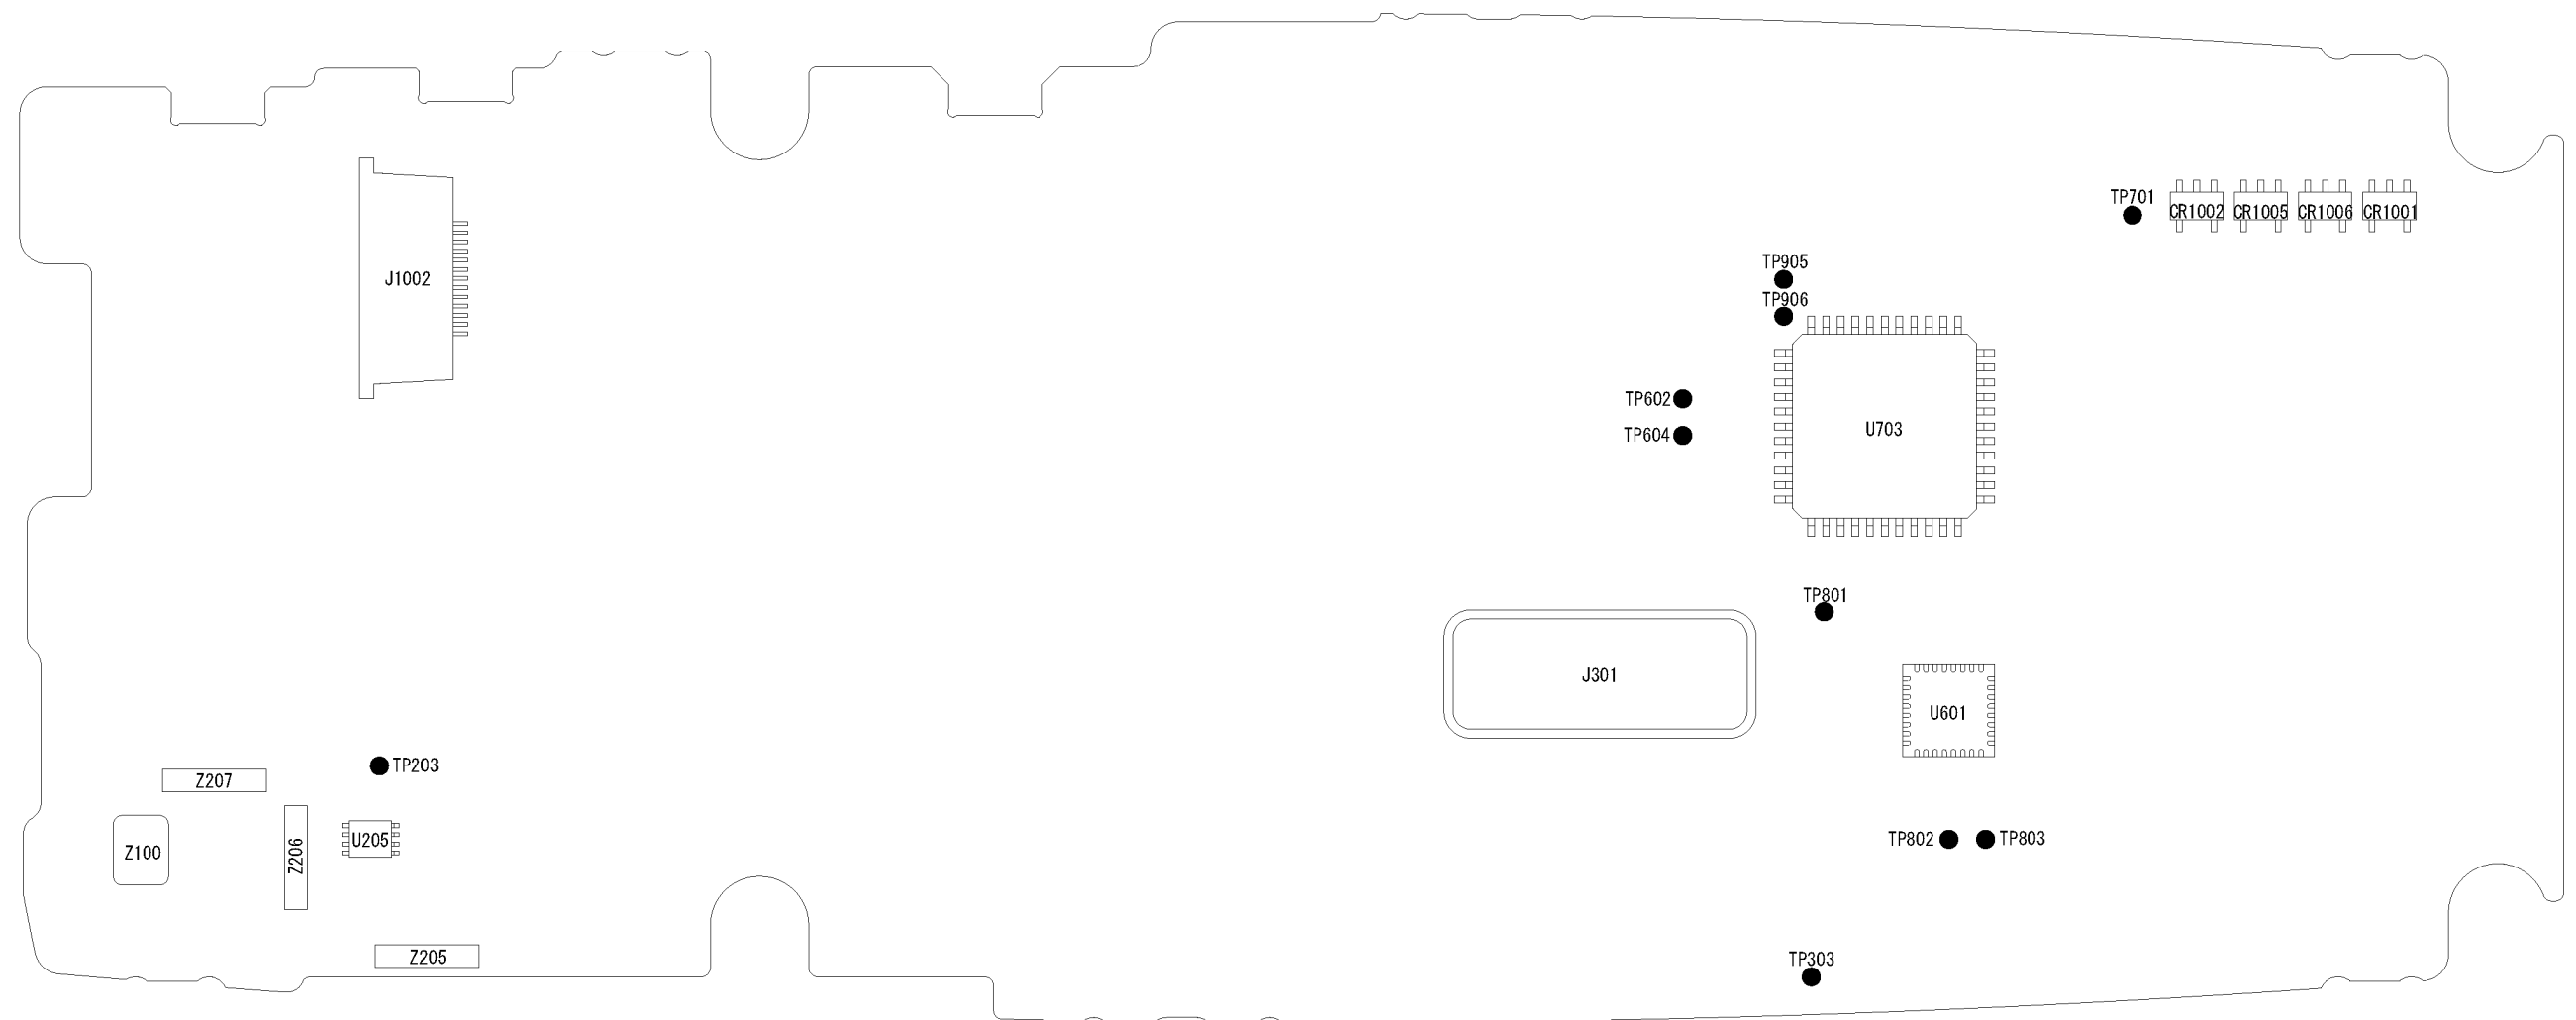 TP701
CR1002
CR1005
CR1006
CR1001
TP905
J1002
TP906
TP602
U703
TP604
TP801
J301
U601
TP203
Z207
U205
TP802
TP803
Z100
Z206
Z205
TP303